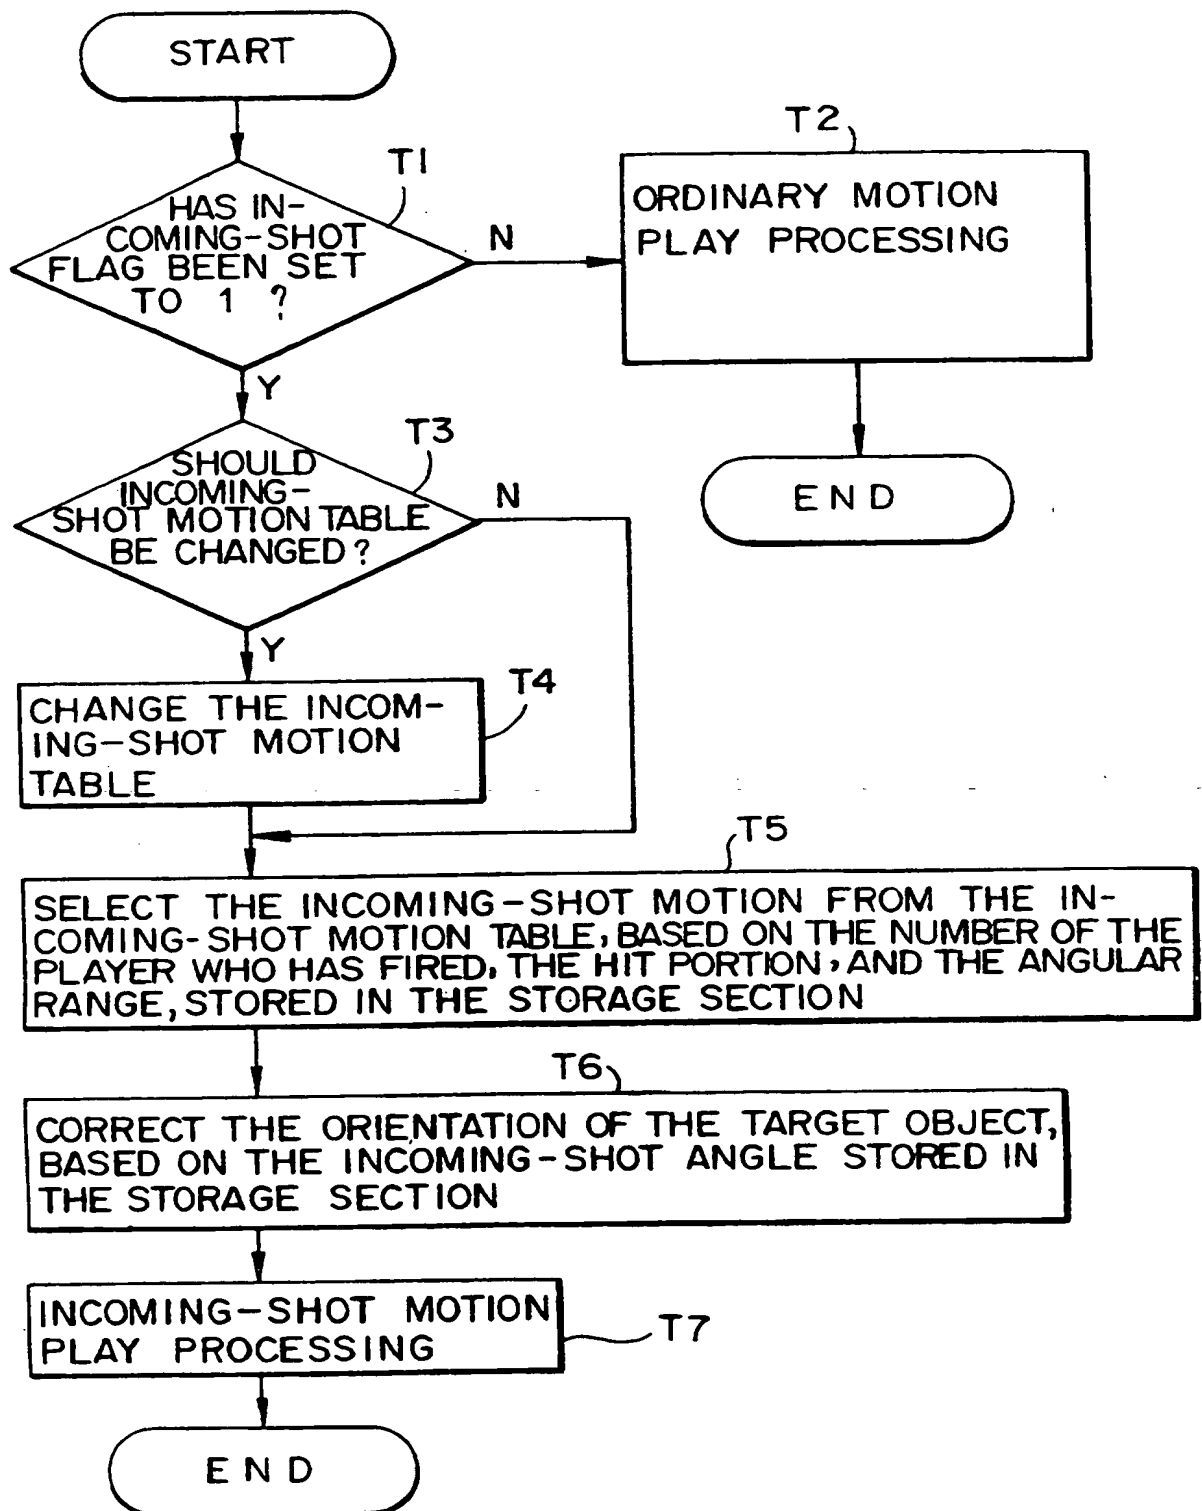 START
T1
HAS IN-
COMING-SHOT
FLAG BEEN SET
TO 1 ?
N
Y
T2
ORDINARY MOTION
PLAY PROCESSING
END
T3
SHOULD
INCOMING-
SHOT MOTION TABLE
BE CHANGED?
N
Y
T4
CHANGE THE INCOM-
ING-SHOT MOTION
TABLE
T5
SELECT THE INCOMING-SHOT MOTION FROM THE IN-
COMING-SHOT MOTION TABLE, BASED ON THE NUMBER OF THE
PLAYER WHO HAS FIRED, THE HIT PORTION, AND THE ANGULAR
RANGE, STORED IN THE STORAGE SECTION
T6
CORRECT THE ORIENTATION OF THE TARGET OBJECT,
BASED ON THE INCOMING-SHOT ANGLE STORED IN
THE STORAGE SECTION
INCOMING-SHOT MOTION
PLAY PROCESSING
T7
END